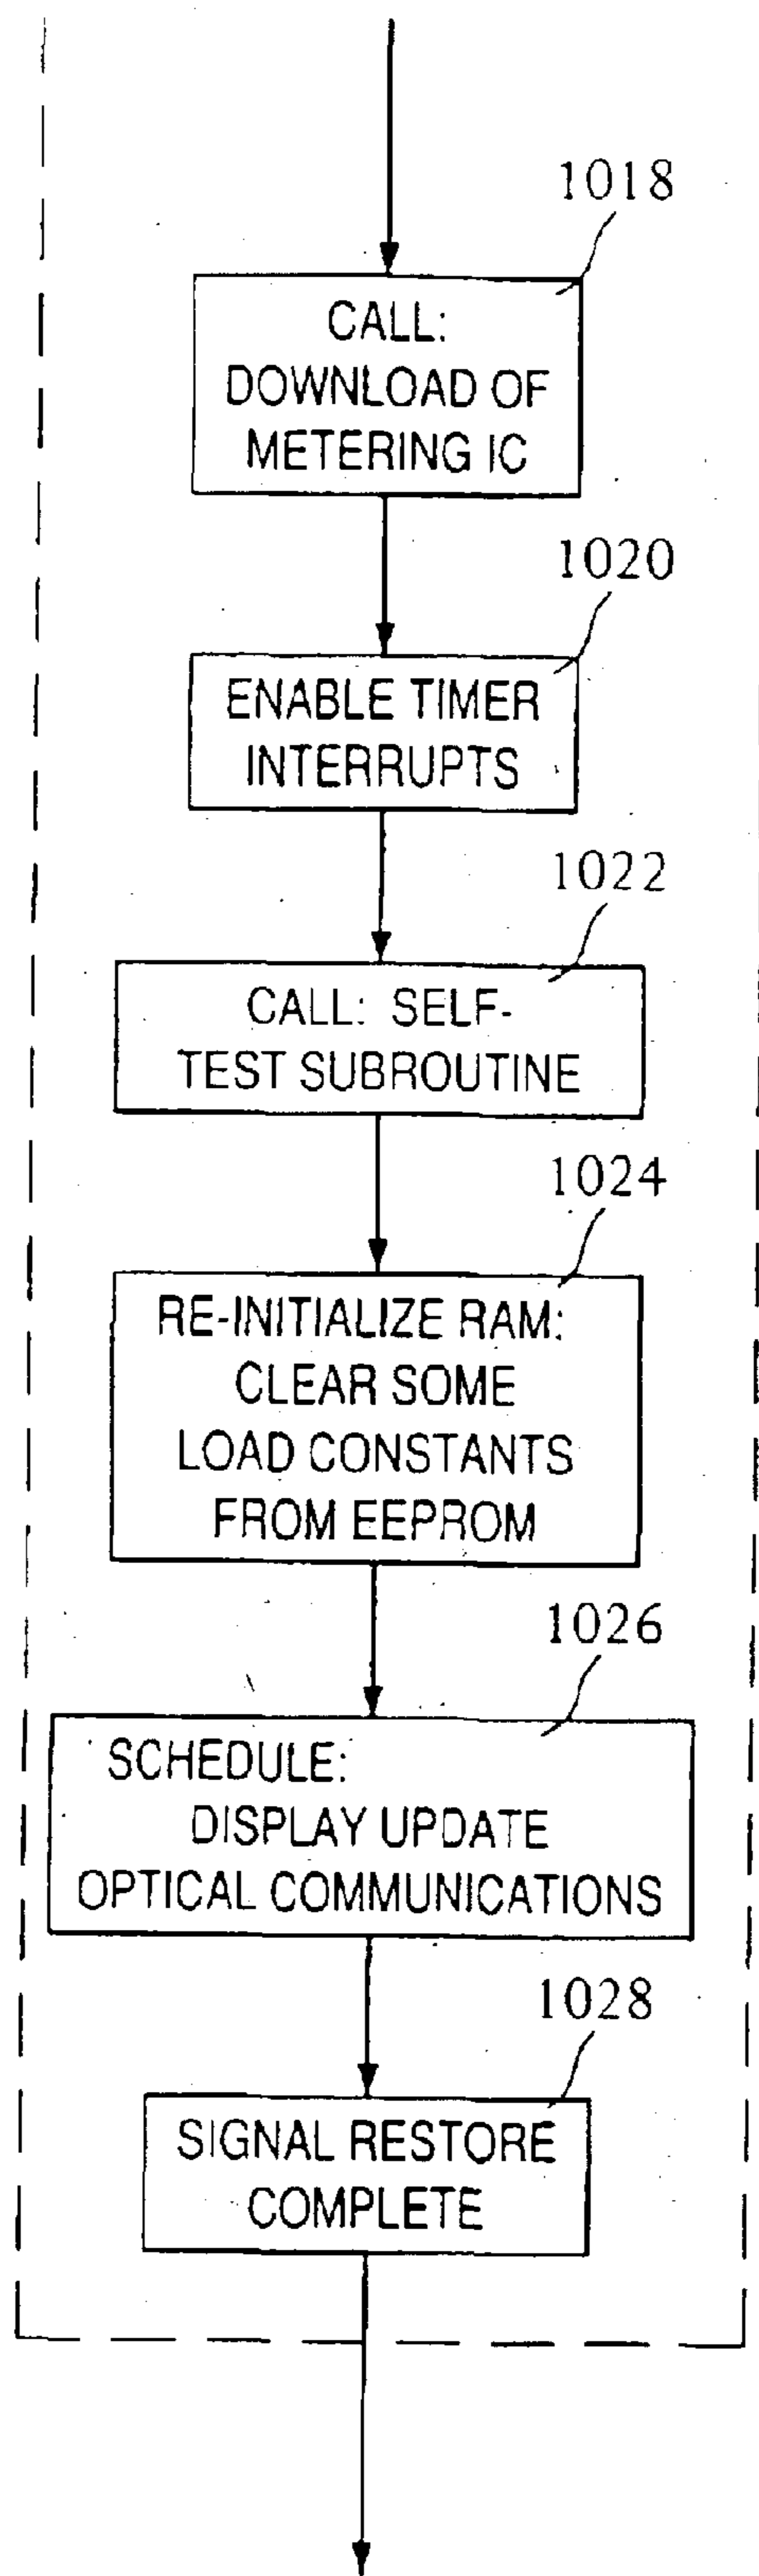 1018
CALL:
DOWNLOAD OF
METERING IC
1020
ENABLE TIMER
INTERRUPTS
1022
CALL: SELF-
TEST SUBROUTINE
1024
RE-INITIALIZE RAM:
CLEAR SOME
LOAD CONSTANTS
FROM EEPROM
1026
SCHEDULE:
DISPLAY UPDATE
OPTICAL COMMUNICATIONS
1028
SIGNAL RESTORE
COMPLETE